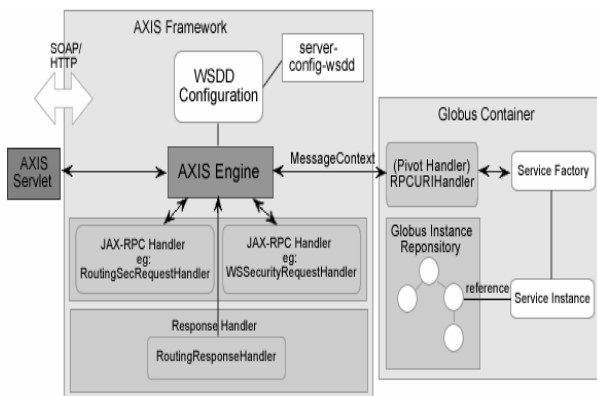 AXIS Framework
SOAP/
HTTP
WSDD
Configuration
server-
config-wsdd
Globus Container
AXIS
Servlet
AXIS Engine
MessageContext
(Pivot Handler)
RPCURIHandler
Service Factory
JAX-RPC Handler
eg:
RoutingSecRequestHandler
JAX-RPC Handler
eg:
WSSecurityRequestHandler
Globus Instance
Reponsitory
reference
Service Instance
Response Handler
RoutingResponseHandler